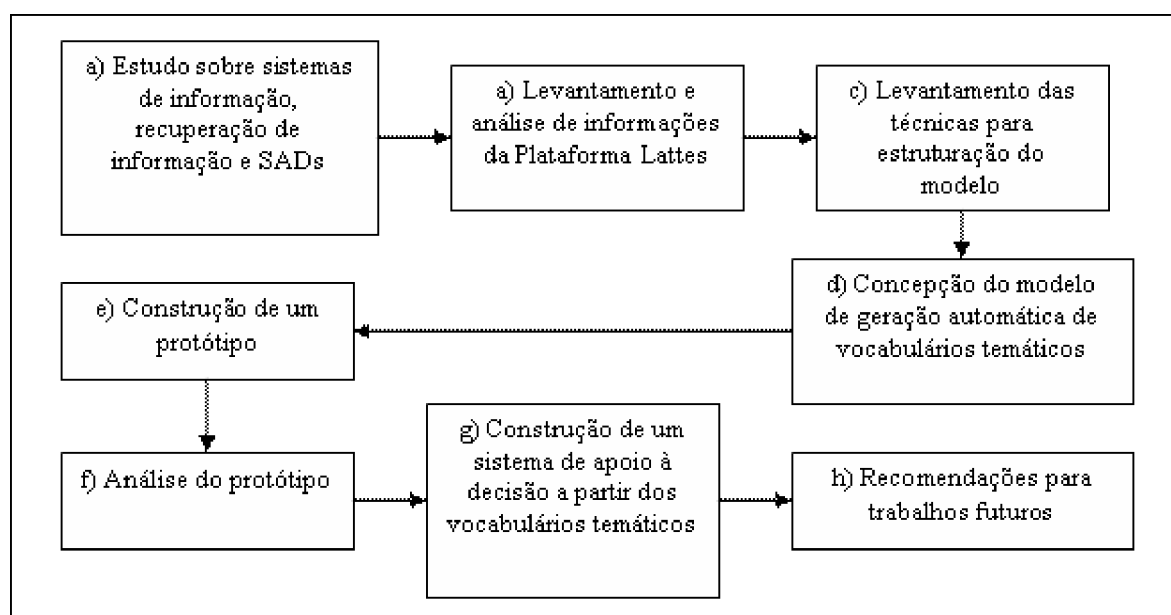 a) Estudo sobre sistemas
de informação,
recuperação de
informação e SADs
a) Levantamento e
análise de informações
da Plataforma Lattes
c) Levantamento das
técnicas para
estruturação do
modelo
d) Concepção do modelo
de geração automática de
vocabulários temáticos
e) Construção de um
protótipo
f) Análise do protótipo
g) Construção de um
sistema de apoio à
decisão a partir dos
vocabulários temáticos
h) Recomendações para
trabalhos futuros